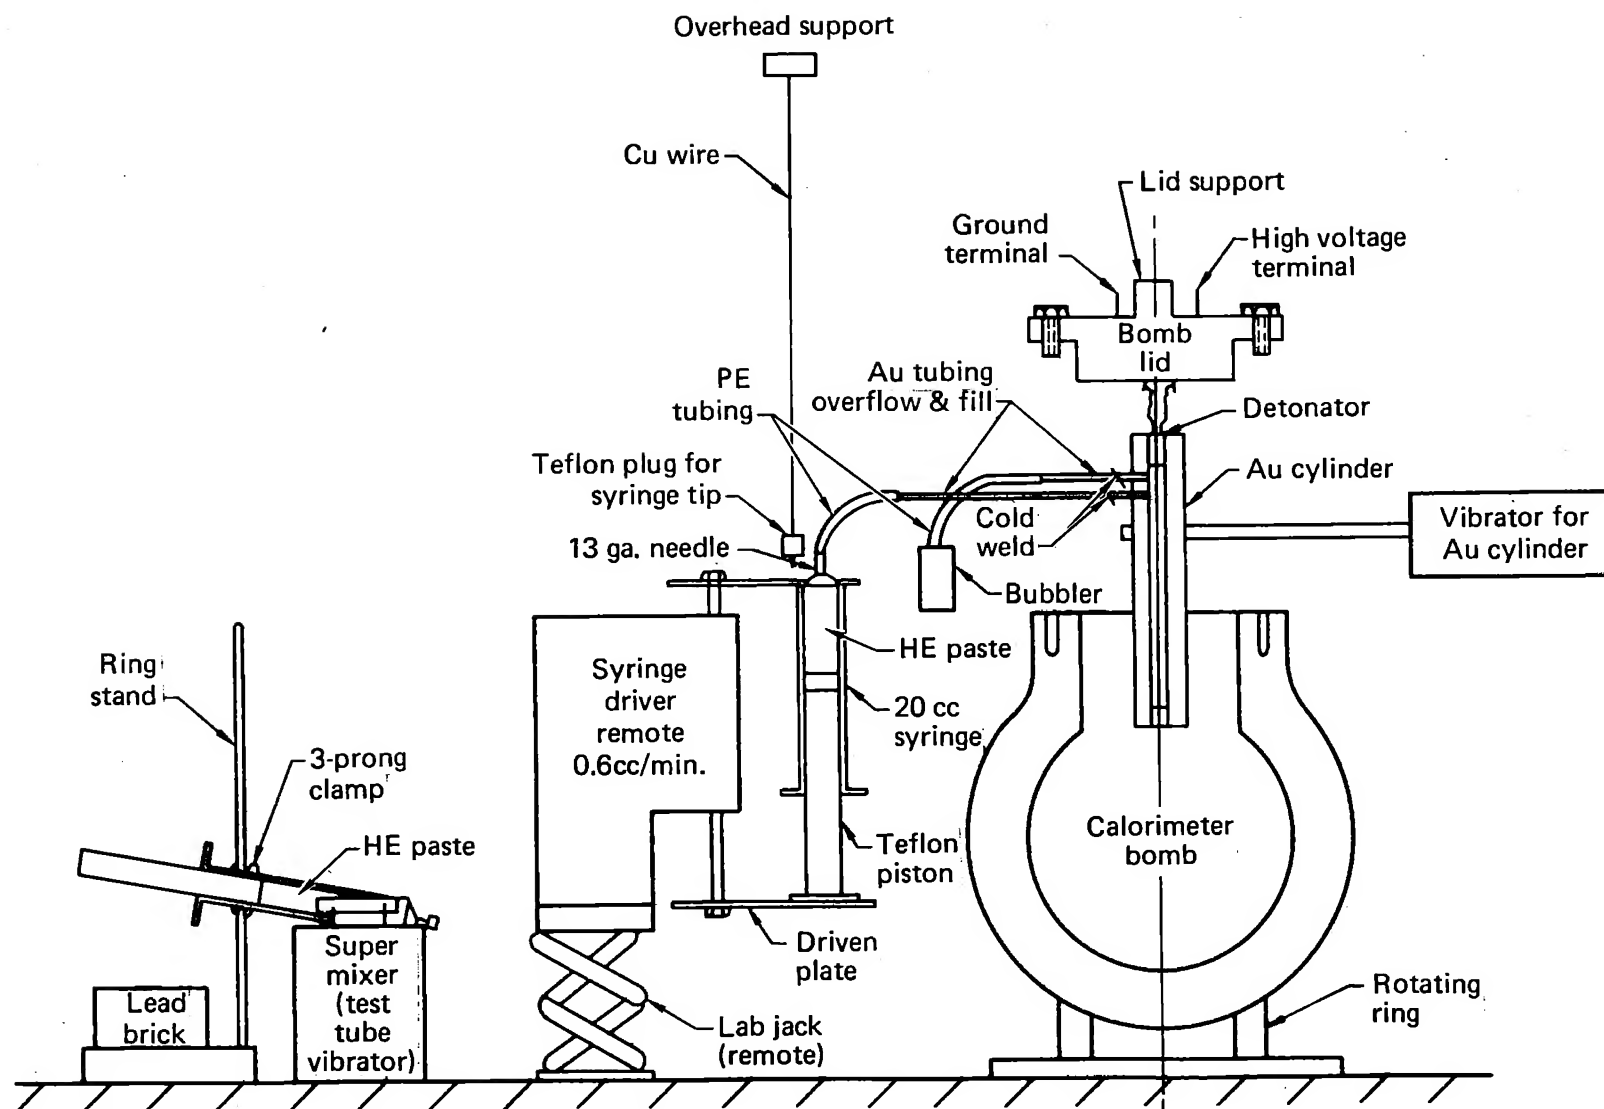 Overhead support
Cu wire
Lid support
Ground
terminal
High voltage
terminal
Bomb
lid
PE
tubing
Au tubing
overflow & fill
Detonator
Teflon plug for
syringe tip
Au cylinder
13 ga. needle
Cold
weld
Vibrator for
Au cylinder
Bubbler
HE paste
Ring
stand
Syringe
driver
remote
0.6cc/min.
20 cc
syringe
3-prong
clamp
HE paste
Teflon
piston
Calorimeter
bomb
Super
mixer
(test
tube
vibrator)
Driven
plate
Lead
brick
Lab jack
(remote)
Rotating
ring